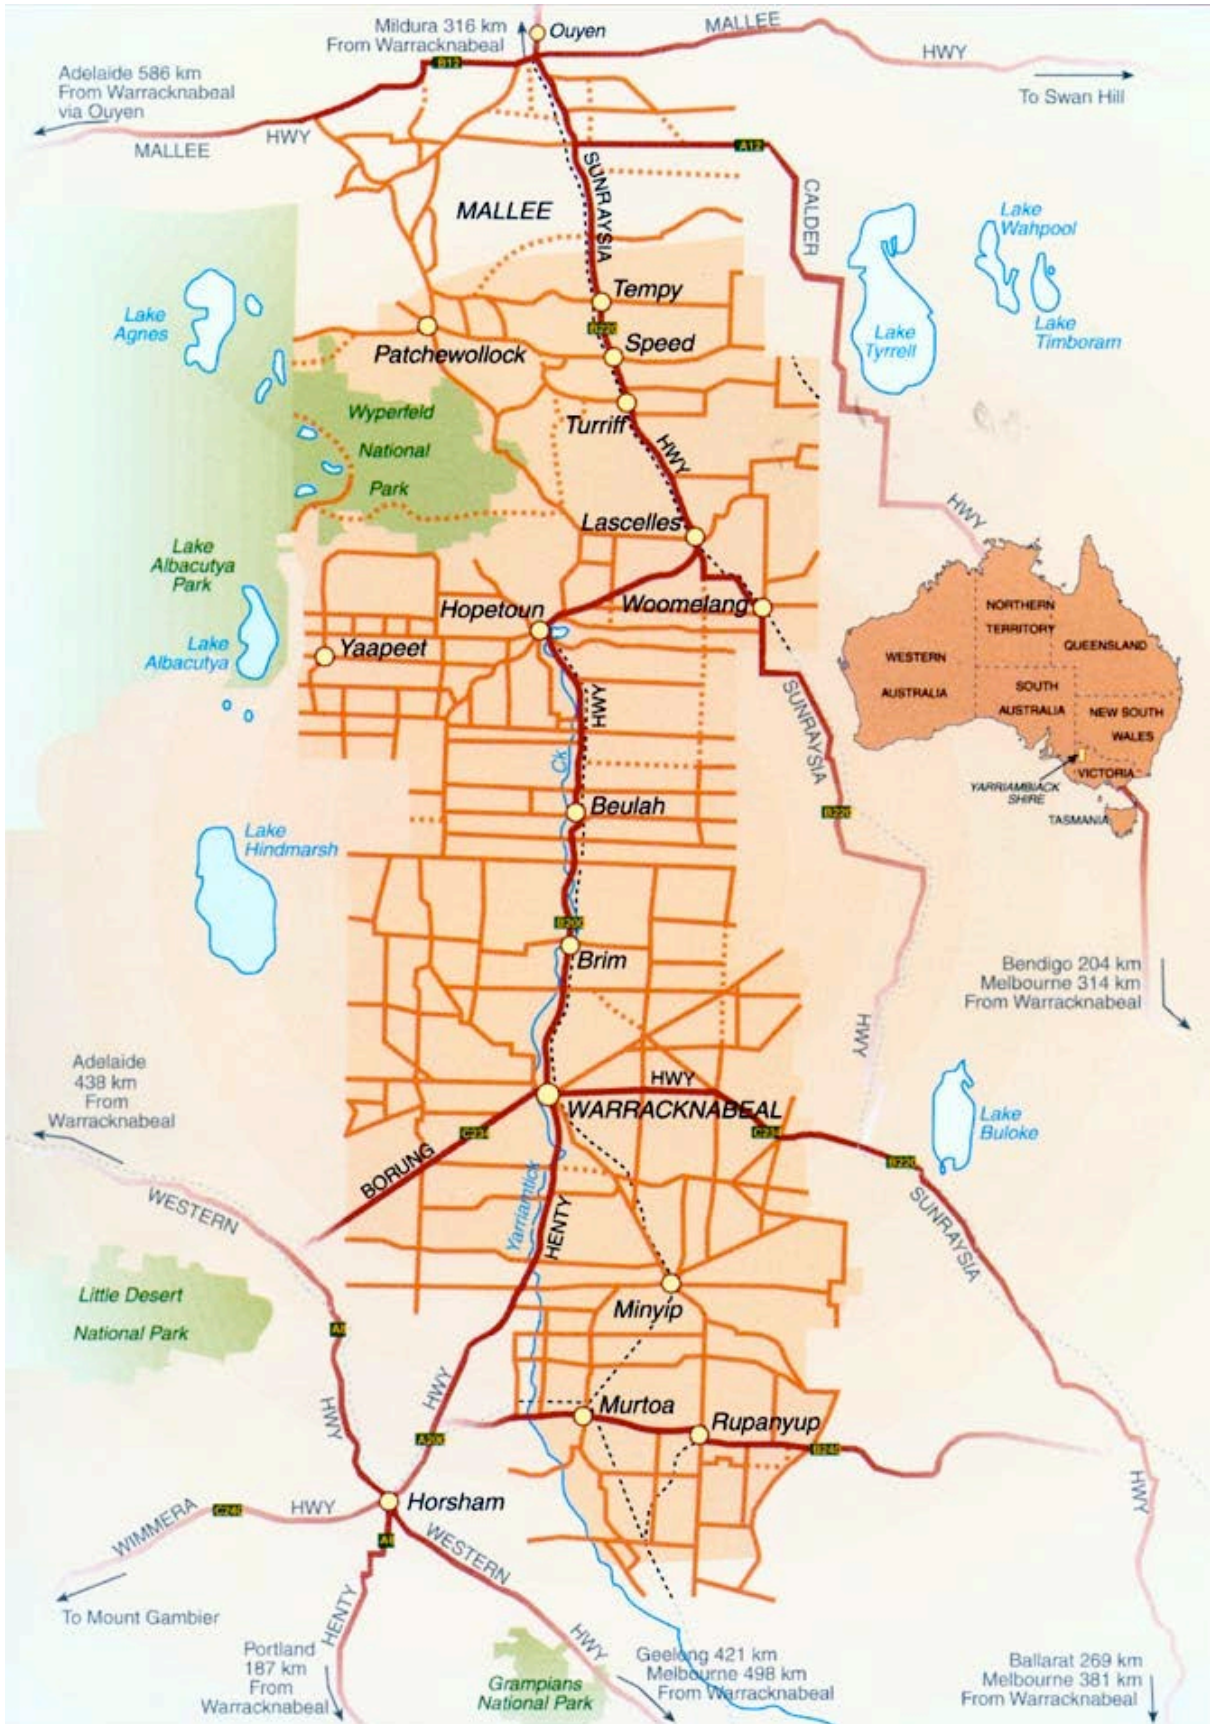 Mildura 316 km
From Warracknabeal
Ouyen
MALLEE
HWY
To Swan Hill
Adelaide 586 km
From Warracknabeal
via Ouyen
B12
MALLEE
HWY
A12
SUNRAYSIA
MALLEE
CALDER
Lake
Wahpool
Lake
Timboram
Lake
Tyrrell
Lake
Agnes
Tempy
B220
Speed
Patchewollock
Turriff
HWY
Wyperfeld
National
Park
Lascelles
HWY
Lake
Albacutya
Park
Lake
Albacutya
Hopetoun
Woomelang
Yaapeet
NORTHERN
TERRITORY
QUEENSLAND
WESTERN
AUSTRALIA
SOUTH
AUSTRALIA
NEW SOUTH
WALES
VICTORIA
YARRIAMBIACK
SHIRE
TASMANIA
HWY
SUNRAYSIA
Ck
Beulah
B220
Lake
Hindmarsh
B200
Brim
Bendigo 204 km
Melbourne 314 km
From Warracknabeal
HWY
Adelaide
438 km
From
Warracknabeal
HWY
WARRACKNABEAL
C234
C234
BORUNG
B220
Lake
Buloke
WESTERN
Yarriamtick
HENTY
SUNRAYSIA
Little Desert
National Park
Minyip
A8
HWY
HWY
Murtoa
Rupanyup
A200
B240
Horsham
HWY
WIMMERA
C240
HWY
A8
WESTERN
To Mount Gambier
HENTY
HWY
Portland
187 km
From
Warracknabeal
Grampians
National Park
Geelong 421 km
Melbourne 498 km
From Warracknabeal
Ballarat 269 km
Melbourne 381 km
From Warracknabeal